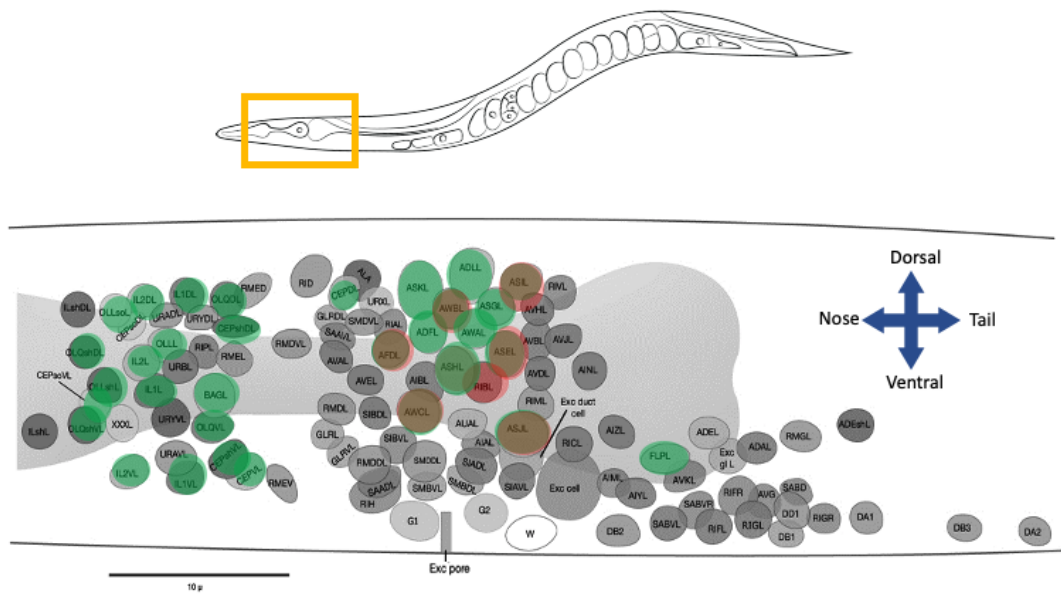 Dorsal
Nose
Tail
Ventral
ILshDL
OLLsoL
CEPsoDL
IL2DL
URADL
IL1DL
URYDL
OLQDL
RMED
CEPshDL
RID
ALA
CEPDL
URXL
ASKL
ADLL
ASIL
RIVL
GLRDL
SMDVL
RIAL
AWBL
ASGL
AVHL
OLQshDL
OLLL
RIPL
RMEL
RMDVL
SAAVL
ADFL
AWAL
AVBL
AVJL
CEPsoVL
IL2L
URBL
AVAL
AFDL
ASEL
OLLshL
IL1L
BAGL
AVEL
AIBL
ASHL
RIBL
AVDL
AINL
ILshL
OLQshVL
XXXL
URYVL
OLQVL
RMDL
SIBDL
AWCL
AUAL
RIML
Exc duct
cell
GLRL
SIBVL
AIAL
ASJL
RICL
AIZL
ADEL
ADAL
RMGL
ADEshL
URAVL
CEPshVL
GLRVL
RMDDL
SMDDL
SIADL
FLPL
Exc
gl L
IL2VL
IL1VL
CEPVL
RMEV
SAADL
SMBVL
SMBDL
SIAVL
Exc cell
AIML
AVKL
RIH
AIYL
RIFR
AVG
SABD
G1
G2
W
DB2
SABVL
SABVR
RIFL
RIGL
DD1
DB1
RIGR
DA1
DB3
DA2
Exc pore
10 μ